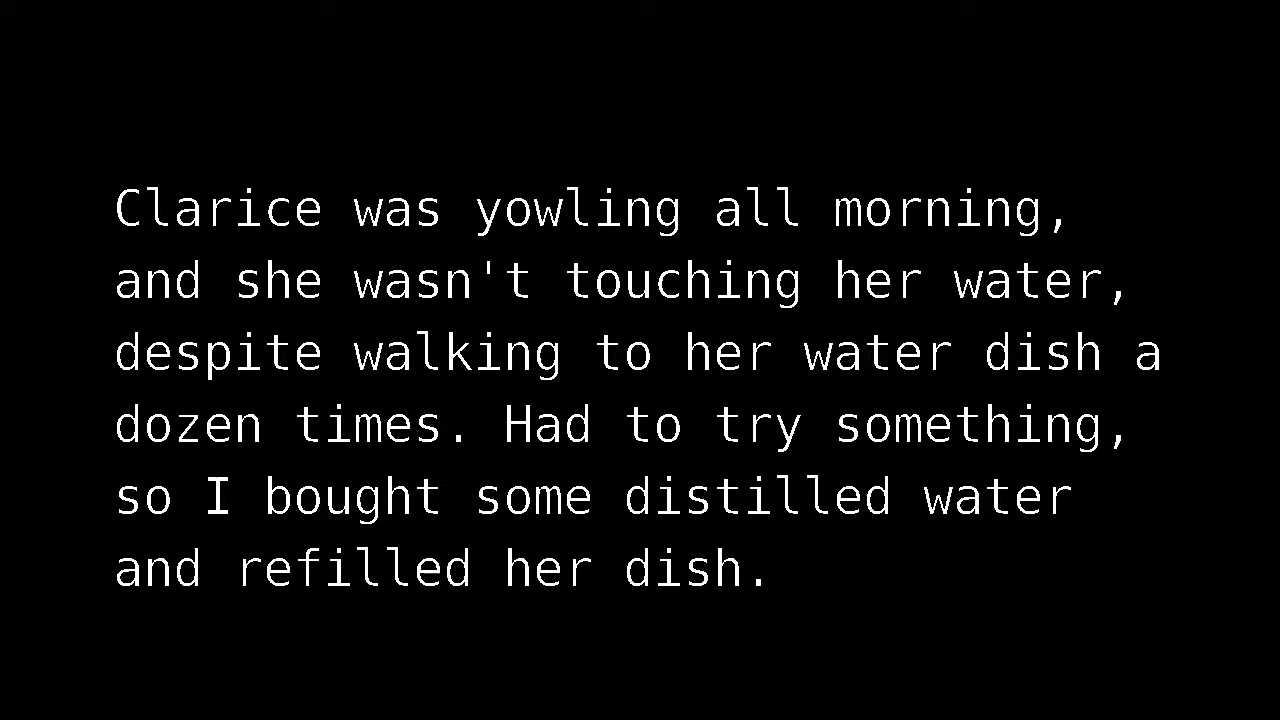 Clarice was yowling all morning,
and she wasn't touching her water,
despite walking to her water dish a
dozen times. Had to try something,
so I bought some distilled water
and refilled her dish.